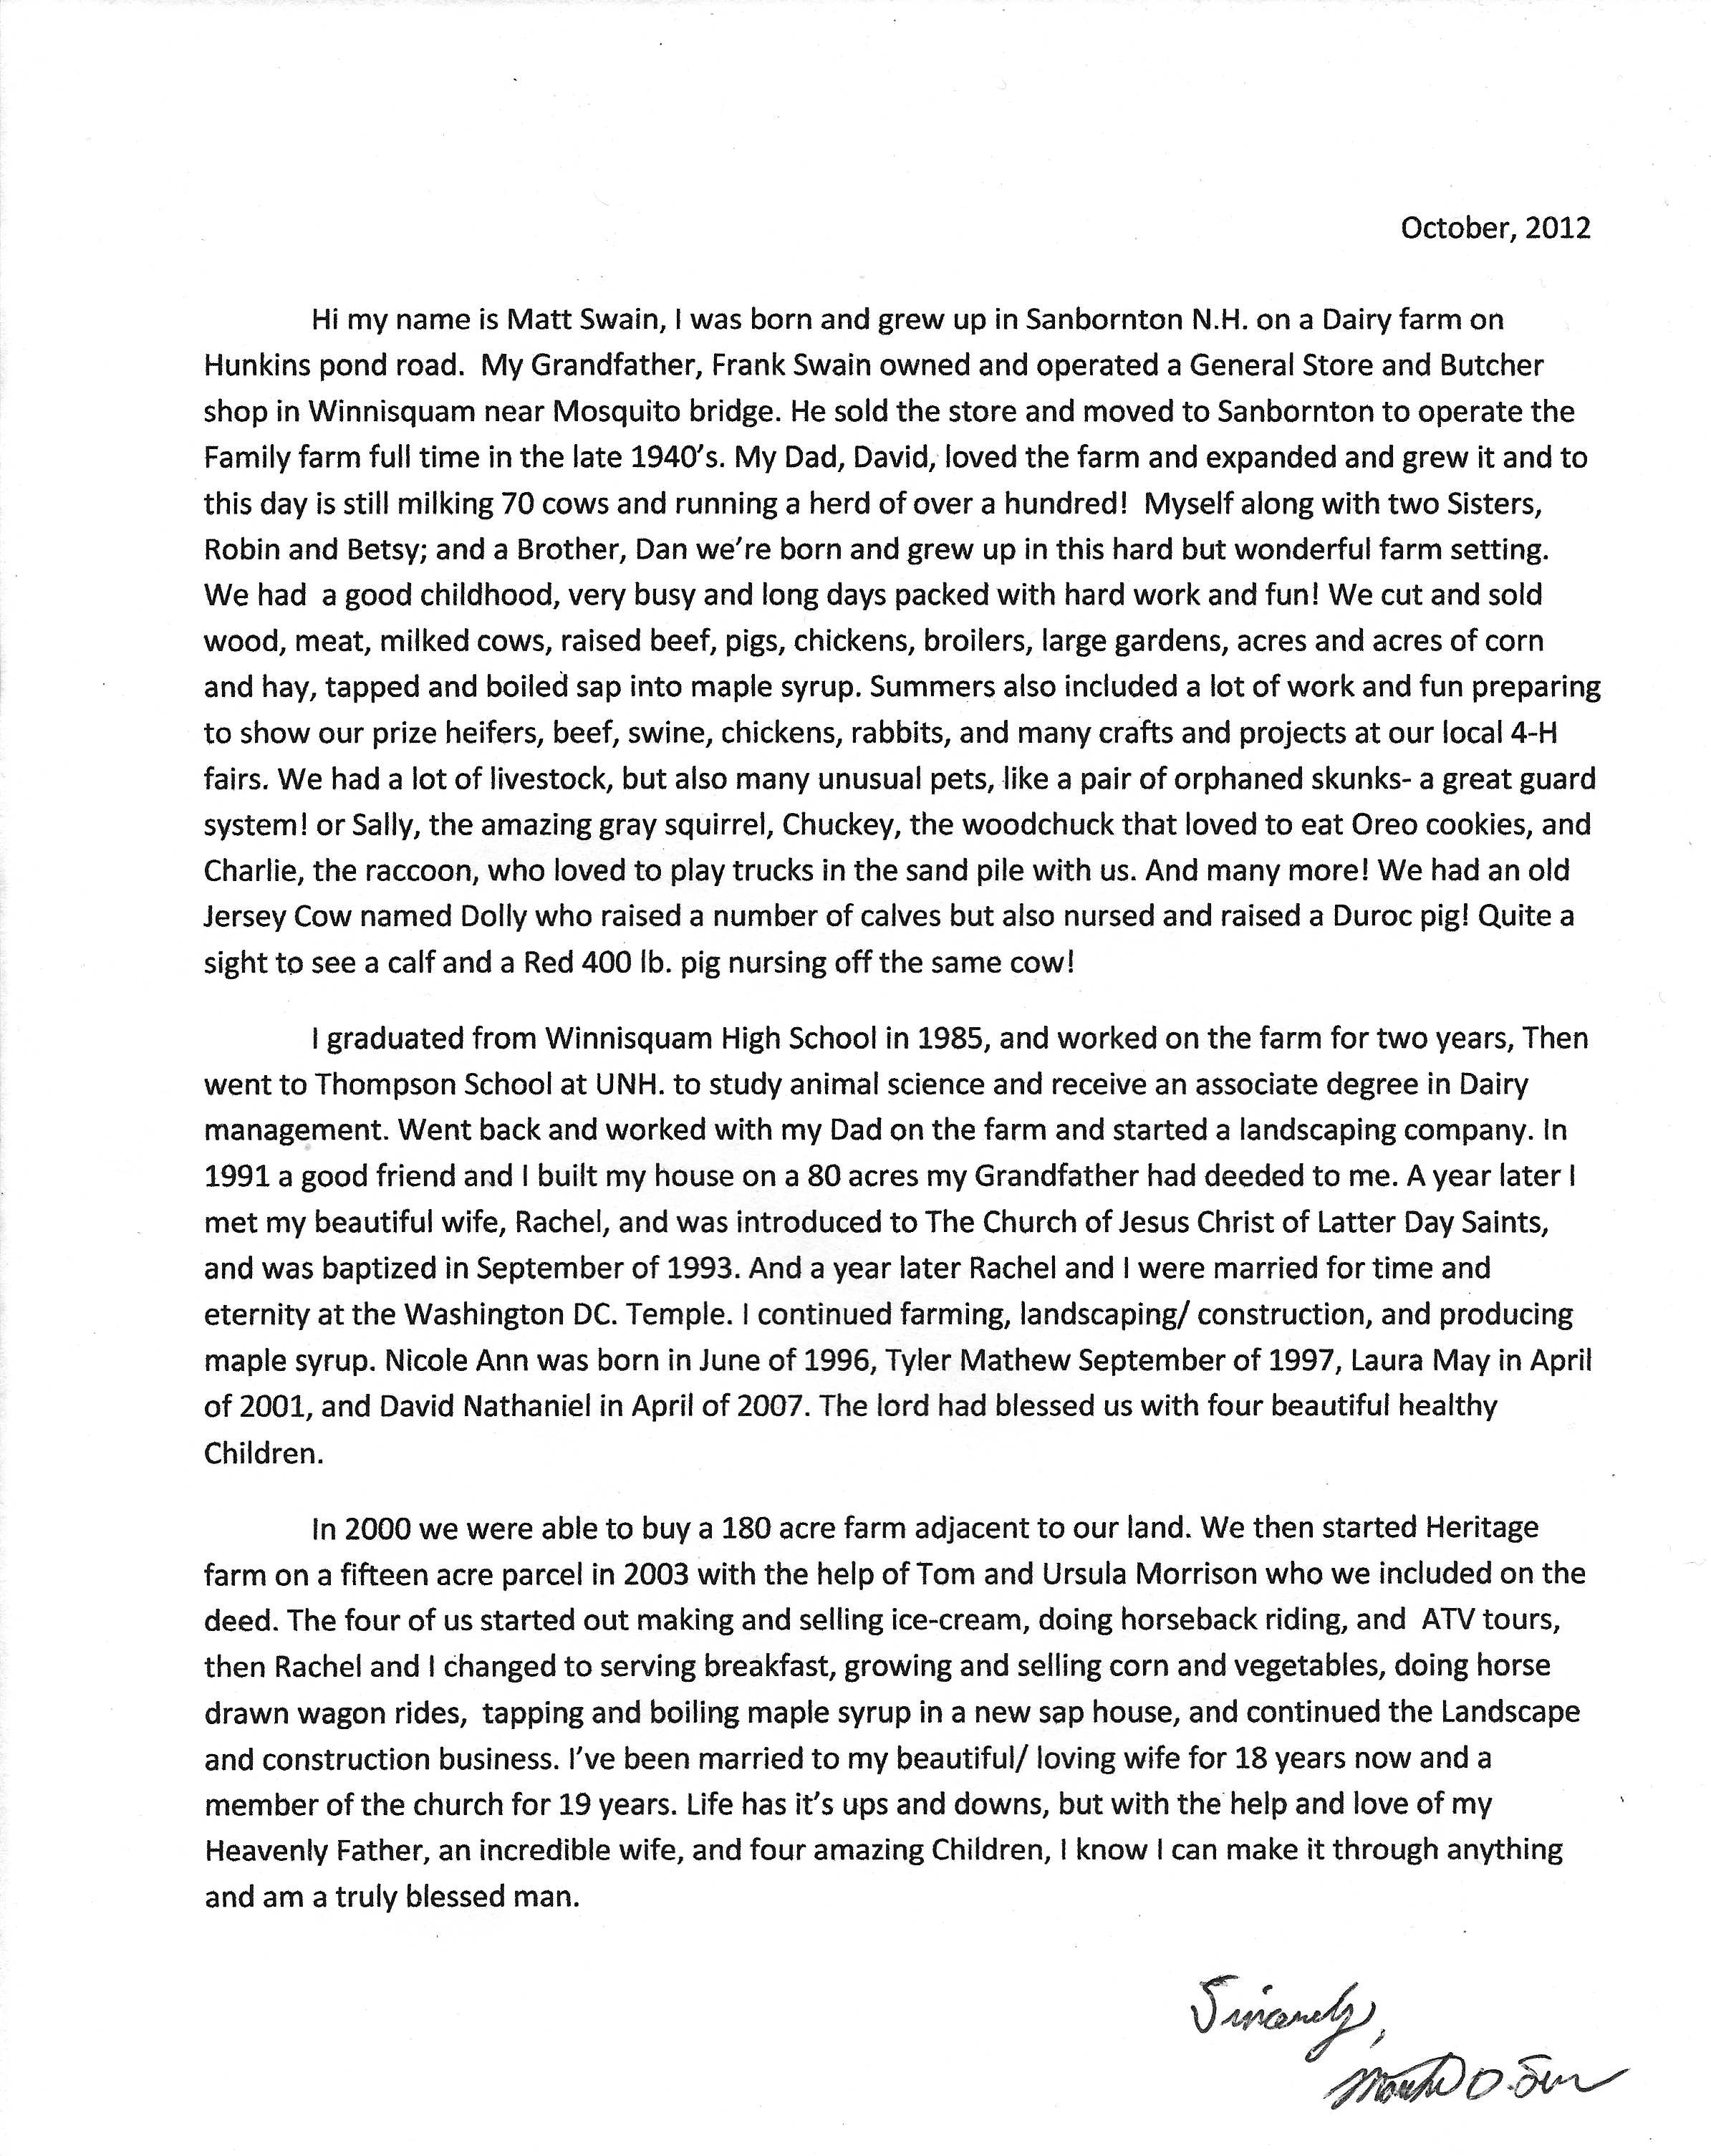 October, 2012
Hi my name is Matt Swain, I was born and grew up in Sanbornton N.H. on a Dairy farm on
Hunkins pond road.  My Grandfather, Frank Swain owned and operated a General Store and Butcher
shop in Winnisquam near Mosquito bridge. He sold the store and moved to Sanbornton to operate the
Family farm full time in the late 1940's. My Dad, David, loved the farm and expanded and grew it and to
this day is still milking 70 cows and running a herd of over a hundred!  Myself along with two Sisters,
Robin and Betsy; and a Brother, Dan we're born and grew up in this hard but wonderful farm setting.
We had  a good childhood, very busy and long days packed with hard work and fun! We cut and sold
wood, meat, milked cows, raised beef, pigs, chickens, broilers, large gardens, acres and acres of corn
and hay, tapped and boiled sap into maple syrup. Summers also included a lot of work and fun preparing
to show our prize heifers, beef, swine, chickens, rabbits, and many crafts and projects at our local 4-H
fairs. We had a lot of livestock, but also many unusual pets, like a pair of orphaned skunks- a great guard
system! or Sally, the amazing gray squirrel, Chuckey, the woodchuck that loved to eat Oreo cookies, and
Charlie, the raccoon, who loved to play trucks in the sand pile with us. And many more! We had an old
Jersey Cow named Dolly who raised a number of calves but also nursed and raised a Duroc pig! Quite a
sight to see a calf and a Red 400 lb. pig nursing off the same cow!
I graduated from Winnisquam High School in 1985, and worked on the farm for two years, Then
went to Thompson School at UNH. to study animal science and receive an associate degree in Dairy
management. Went back and worked with my Dad on the farm and started a landscaping company. In
1991 a good friend and I built my house on a 80 acres my Grandfather had deeded to me. A year later I
met my beautiful wife, Rachel, and was introduced to The Church of Jesus Christ of Latter Day Saints,
and was baptized in September of 1993. And a year later Rachel and I were married for time and
eternity at the Washington DC. Temple. I continued farming, landscaping/ construction, and producing
maple syrup. Nicole Ann was born in June of 1996, Tyler Mathew September of 1997, Laura May in April
of 2001, and David Nathaniel in April of 2007. The lord had blessed us with four beautiful healthy
Children.
In 2000 we were able to buy a 180 acre farm adjacent to our land. We then started Heritage
farm on a fifteen acre parcel in 2003 with the help of Tom and Ursula Morrison who we included on the
deed. The four of us started out making and selling ice-cream, doing horseback riding, and  ATV tours,
then Rachel and I changed to serving breakfast, growing and selling corn and vegetables, doing horse
drawn wagon rides,  tapping and boiling maple syrup in a new sap house, and continued the Landscape
and construction business. I've been married to my beautiful/ loving wife for 18 years now and a
member of the church for 19 years. Life has it's ups and downs, but with the help and love of my
Heavenly Father, an incredible wife, and four amazing Children, I know I can make it through anything
and am a truly blessed man.
Sincerely,